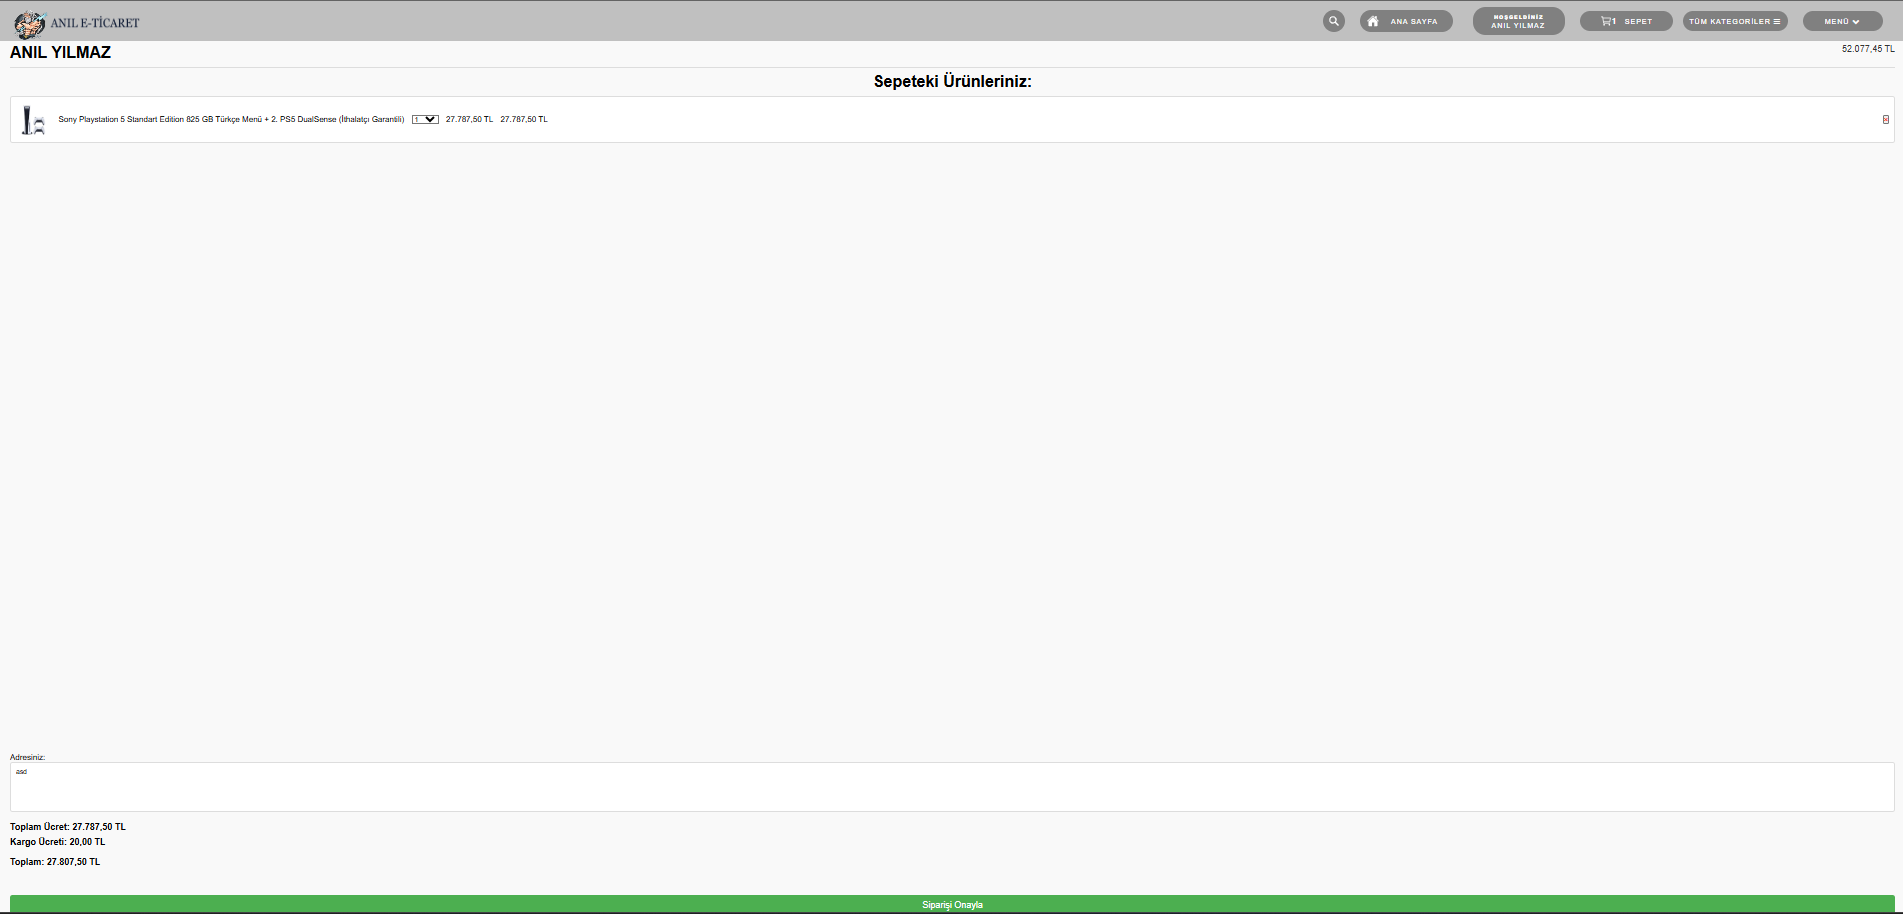 ANIL E-TİCARET
ANA SAYFA
HOŞGELDİNİZ
ANIL YILMAZ
1 SEPET
TÜM KATEGORİLER
MENÜ
ANIL YILMAZ
52.077,45 TL
Sepeteki Ürünleriniz:
Sony Playstation 5 Standart Edition 825 GB Türkçe Menü + 2. PS5 DualSense (İthalatçı Garantili) 1 27.787,50 TL 27.787,50 TL
Adresiniz:
asd
Toplam Ücret: 27.787,50 TL
Kargo Ücreti: 20,00 TL
Toplam: 27.807,50 TL
Siparişi Onayla